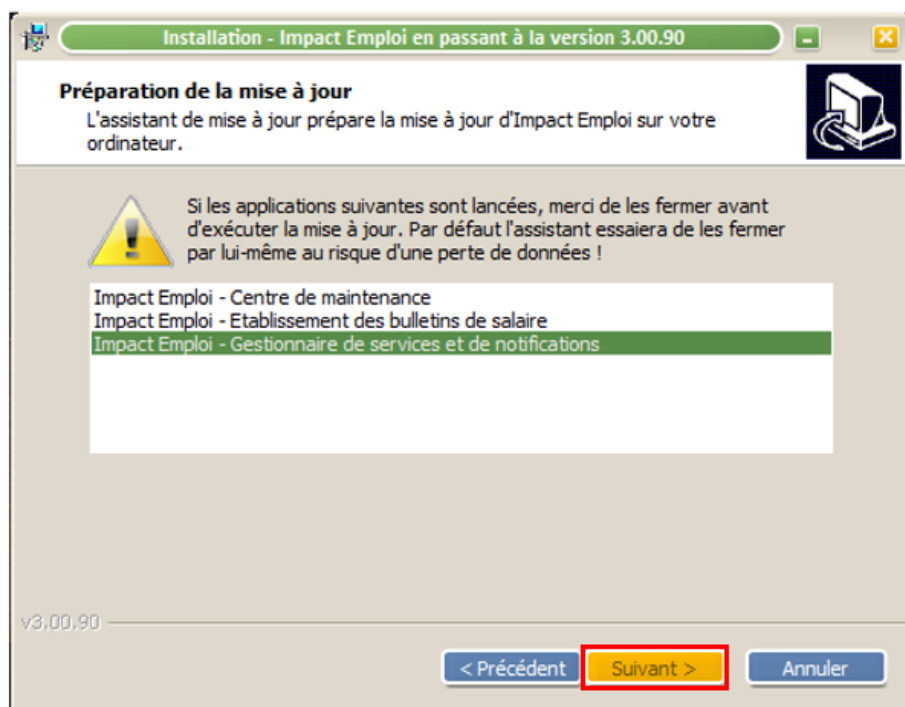 Installation - Impact Emploi en passant à la version 3.00.90
Préparation de la mise à jour
L'assistant de mise à jour prépare la mise à jour d'Impact Emploi sur votre
ordinateur.
Si les applications suivantes sont lancées, merci de les fermer avant
d'exécuter la mise à jour. Par défaut l'assistant essaiera de les fermer
par lui-même au risque d'une perte de données !
Impact Emploi - Centre de maintenance
Impact Emploi - Etablissement des bulletins de salaire
Impact Emploi - Gestionnaire de services et de notifications
v3.00.90
< Précédent Suivant > Annuler